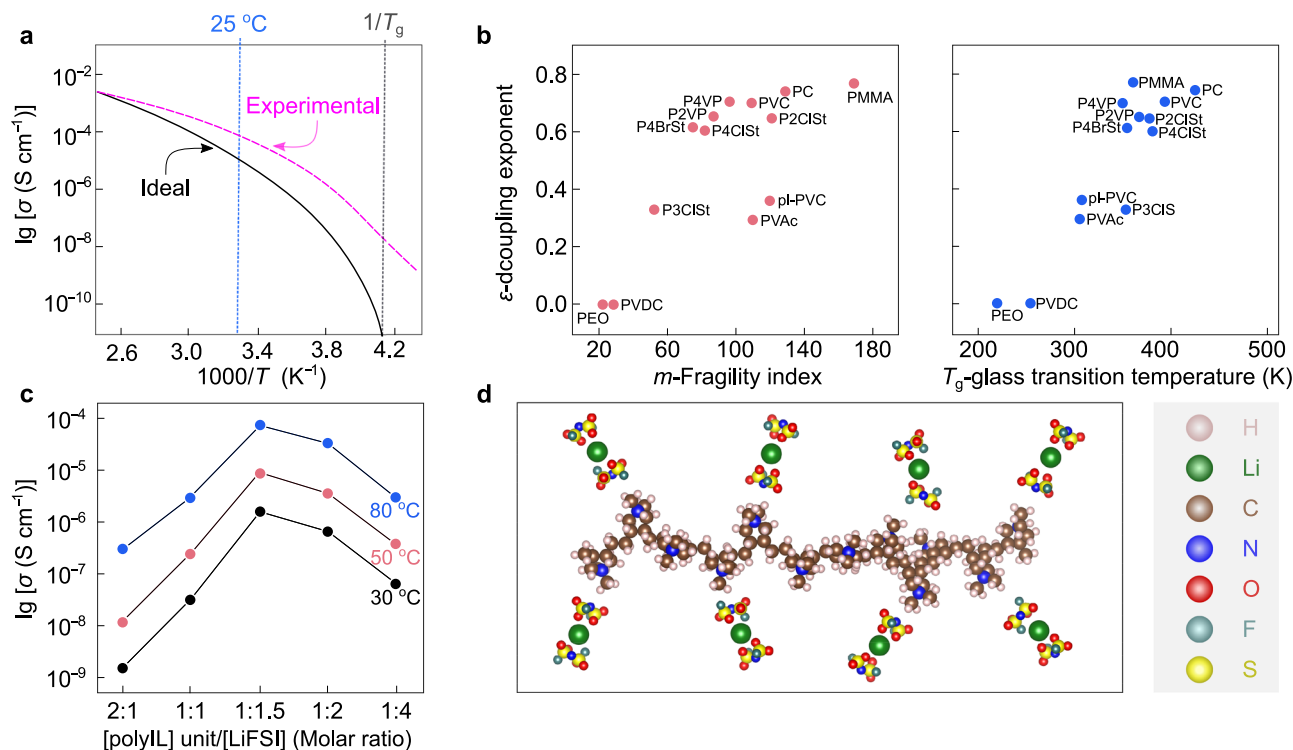 a
25 °C
1/Tg
lg [σ (S cm⁻¹)]
10⁻²
10⁻⁴
10⁻⁶
10⁻⁸
10⁻¹⁰
Experimental
Ideal
2.6 3.0 3.4 3.8 4.2
1000/T (K⁻¹)
b
ε-dcoupling exponent
0.8
0.6
0.4
0.2
0.0
PMMA
PC
P4VP
PVC
P2VP
P2ClSt
P4BrSt
P4ClSt
P3ClSt
pl-PVC
PVAc
PVDC
PEO
20 60 100 140 180
m-Fragility index
PMMA
PC
P4VP
PVC
P2VP
P2ClSt
P4BrSt
P4ClSt
pl-PVC
P3ClS
PVAc
PVDC
PEO
200 300 400 500
Tg-glass transition temperature (K)
c
lg [σ (S cm⁻¹)]
10⁻⁴
10⁻⁵
10⁻⁶
10⁻⁷
10⁻⁸
10⁻⁹
80 °C
50 °C
30 °C
2:1 1:1 1:1.5 1:2 1:4
[polyIL] unit/[LiFSI] (Molar ratio)
d
H
Li
C
N
O
F
S